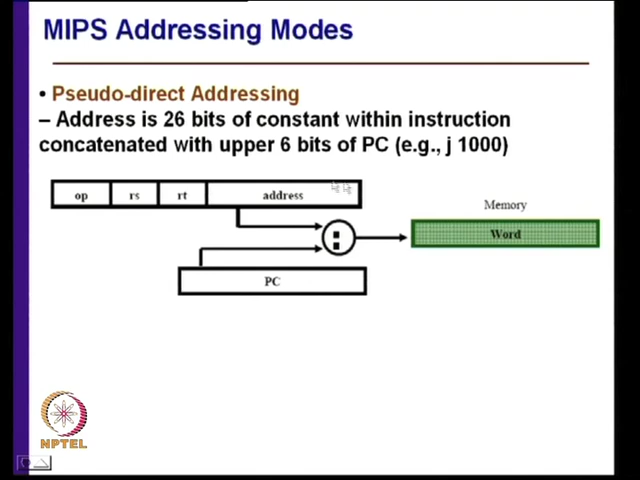 MIPS Addressing Modes
• Pseudo-direct Addressing
– Address is 26 bits of constant within instruction
concatenated with upper 6 bits of PC (e.g., j 1000)
op rs rt address
Memory
Word
PC
NPTEL